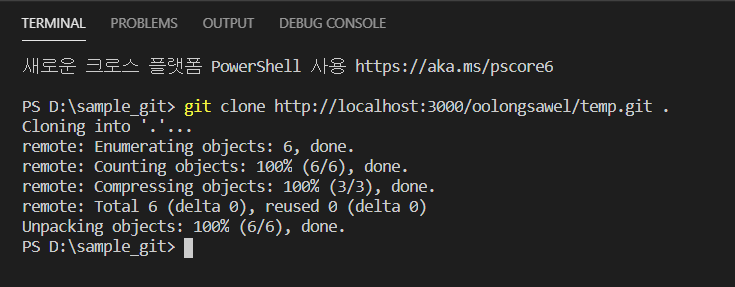 TERMINAL PROBLEMS OUTPUT DEBUG CONSOLE
새로운 크로스 플랫폼 PowerShell 사용 https://aka.ms/pscore6
PS D:\sample_git> git clone http://localhost:3000/oolongsawel/temp.git .
Cloning into '.'...
remote: Enumerating objects: 6, done.
remote: Counting objects: 100% (6/6), done.
remote: Compressing objects: 100% (3/3), done.
remote: Total 6 (delta 0), reused 0 (delta 0)
Unpacking objects: 100% (6/6), done.
PS D:\sample_git>